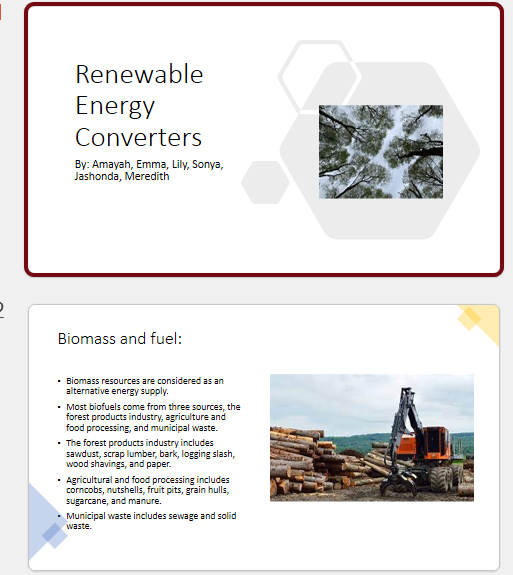 Renewable
Energy
Converters
By: Amayah, Emma, Lily, Sonya,
Jashonda, Meredith
2
Biomass and fuel:
• Biomass resources are considered as an
alternative energy supply.
• Most biofuels come from three sources, the
forest products industry, agriculture and
food processing, and municipal waste.
• The forest products industry includes
sawdust, scrap lumber, bark, logging slash,
wood shavings, and paper.
• Agricultural and food processing includes
corncobs, nutshells, fruit pits, grain hulls,
sugarcane, and manure.
• Municipal waste includes sewage and solid
waste.